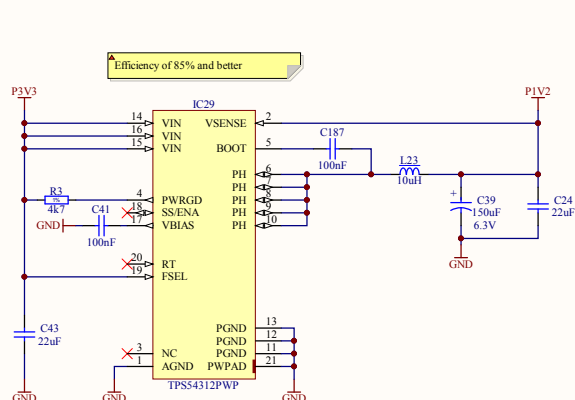 Efficiency of 85% and better
P3V3
IC29
P1V2
14 VIN VSENSE 2
16 VIN
15 VIN BOOT 5
C187
100nF
PH 6
PH 7
L23
10uH
R3
1%
4k7
4 PWRGD PH 8
18 SS/ENA PH 9
17 VBIAS PH 10
C41
GND
100nF
+
C39
150uF
6.3V
C24
22uF
GND
20 RT
19 FSEL
C43
22uF
PGND 13
PGND 12
3 NC PGND 11
1 AGND PWPAD 21
TPS54312PWP
GND
GND
GND